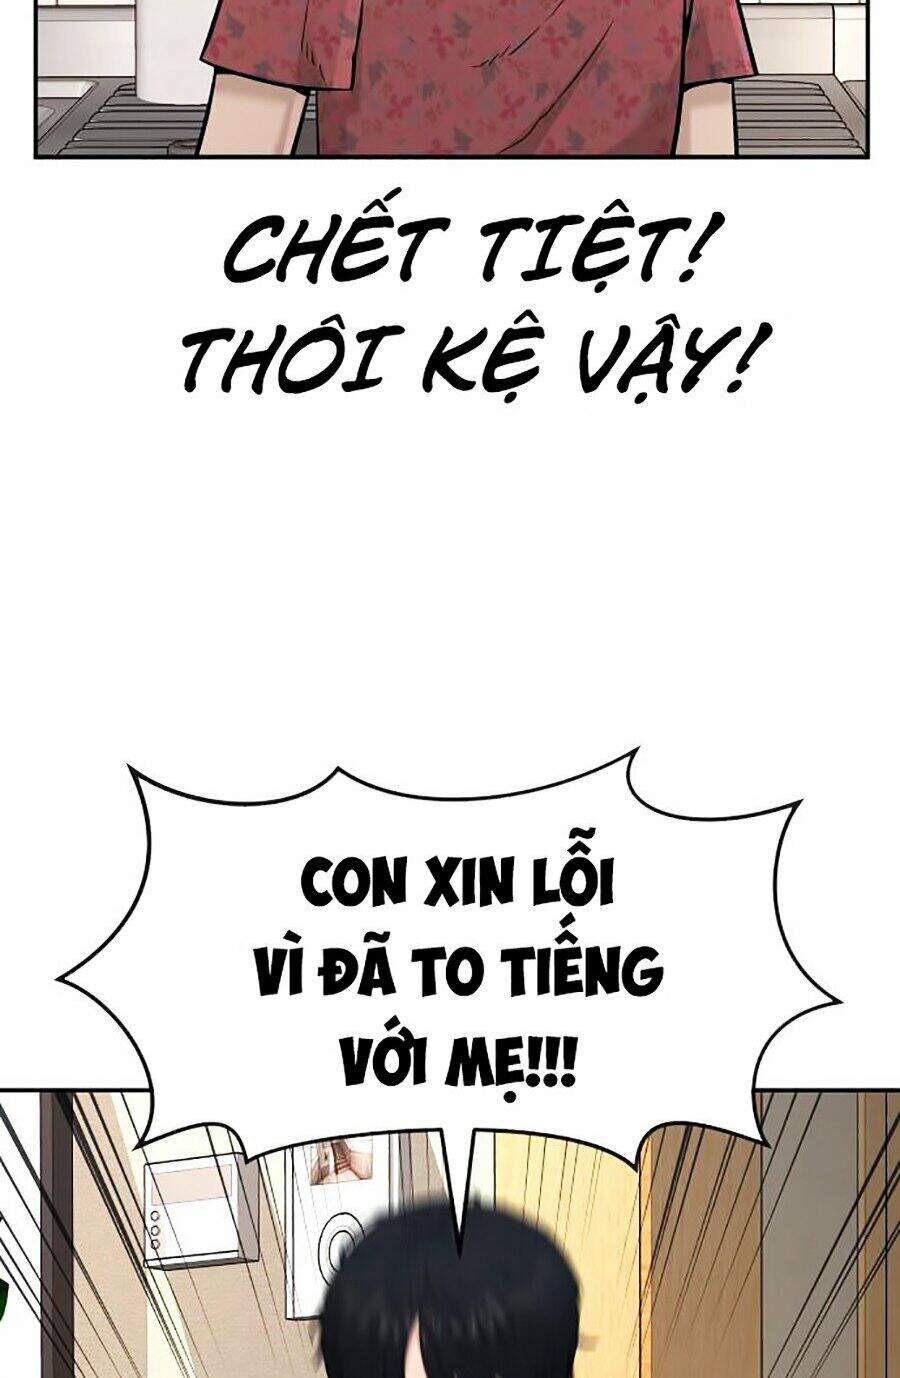 CHẾT TIỆT!
THÔI KỆ VẬY!
CON XIN LỖI
VÌ ĐÃ TO TIẾNG
VỚI MẸ!!!